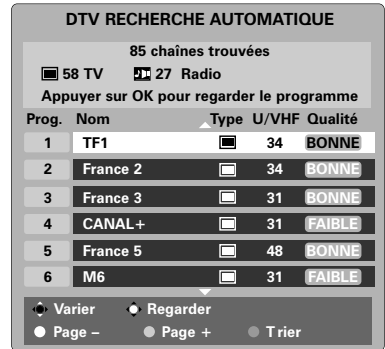 DTV RECHERCHE AUTOMATIQUE
85 chaînes trouvées
58 TV 27 Radio
Appuyer sur OK pour regarder le programme
Prog. Nom Type U/VHF Qualité
1 TF1 34 BONNE
2 France 2 34 BONNE
3 France 3 31 BONNE
4 CANAL+ 31 FAIBLE
5 France 5 48 BONNE
6 M6 31 FAIBLE
Varier Regarder
Page – Page + Trier